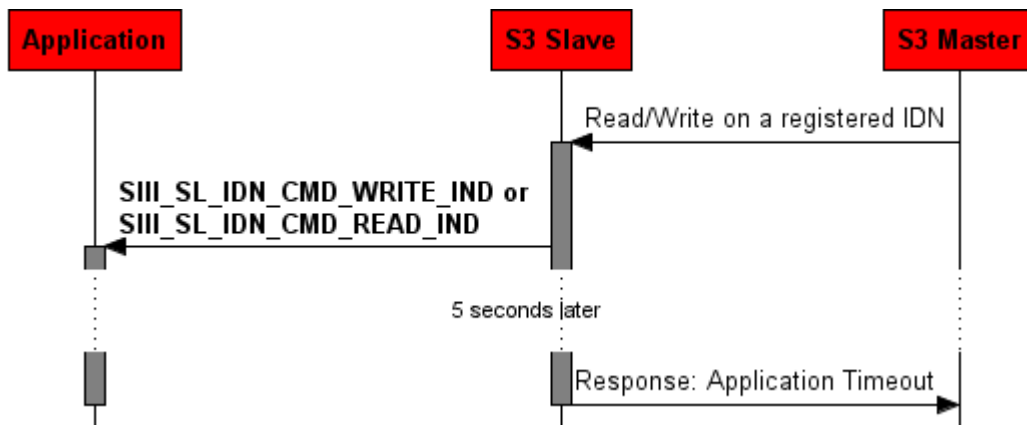 Application
S3 Slave
S3 Master
Read/Write on a registered IDN
SIII_SL_IDN_CMD_WRITE_IND or
SIII_SL_IDN_CMD_READ_IND
5 seconds later
Response: Application Timeout